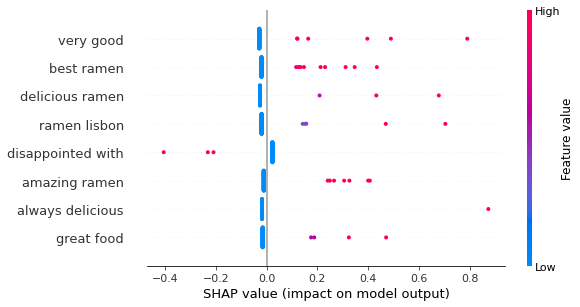 High
very good
best ramen
delicious ramen
ramen lisbon
disappointed with
amazing ramen
always delicious
great food
Feature value
Low
−0.4 −0.2 0.0 0.2 0.4 0.6 0.8
SHAP value (impact on model output)